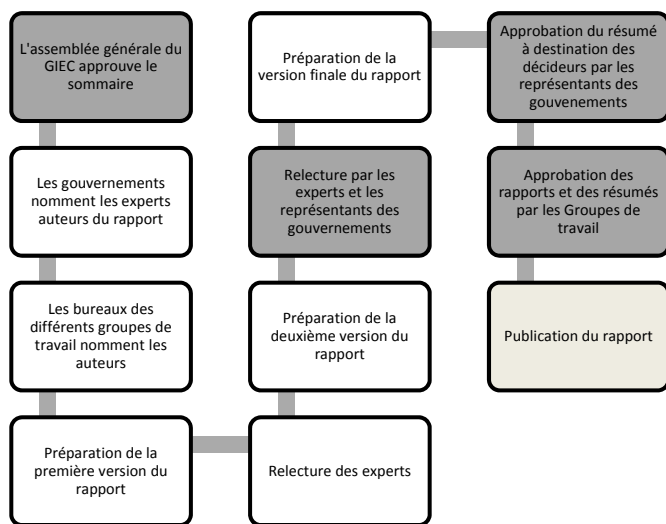 L'assemblée générale du
GIEC approuve le
sommaire
Les gouvernements
nomment les experts
auteurs du rapport
Les bureaux des
différents groupes de
travail nomment les
auteurs
Préparation de la
première version du
rapport
Relecture des experts
Préparation de la
deuxième version du
rapport
Relecture par les
experts et les
représentants des
gouvernements
Préparation de la
version finale du rapport
Approbation du résumé
à destination des
décideurs par les
représentants des
gouvenements
Approbation des
rapports et des résumés
par les Groupes de
travail
Publication du rapport